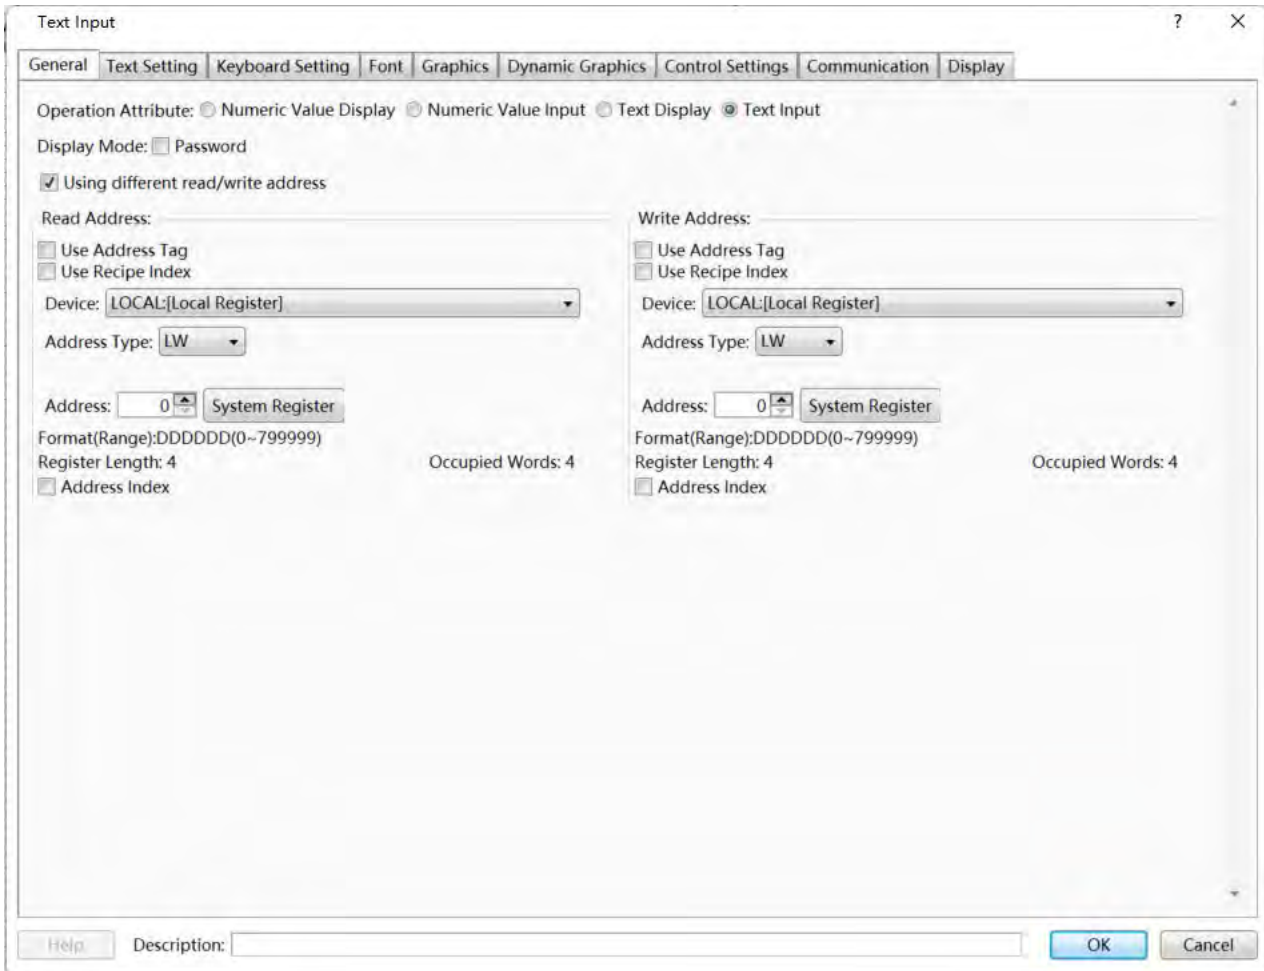 Text Input ? ×
General Text Setting Keyboard Setting Font Graphics Dynamic Graphics Control Settings Communication Display
Operation Attribute: Numeric Value Display Numeric Value Input Text Display Text Input
Display Mode: Password
Using different read/write address
Read Address:
Use Address Tag
Use Recipe Index
Device: LOCAL:[Local Register]
Address Type: LW
Address: 0 System Register
Format(Range):DDDDDD(0~799999)
Register Length: 4 Occupied Words: 4
Address Index
Write Address:
Use Address Tag
Use Recipe Index
Device: LOCAL:[Local Register]
Address Type: LW
Address: 0 System Register
Format(Range):DDDDDD(0~799999)
Register Length: 4 Occupied Words: 4
Address Index
Help Description: OK Cancel